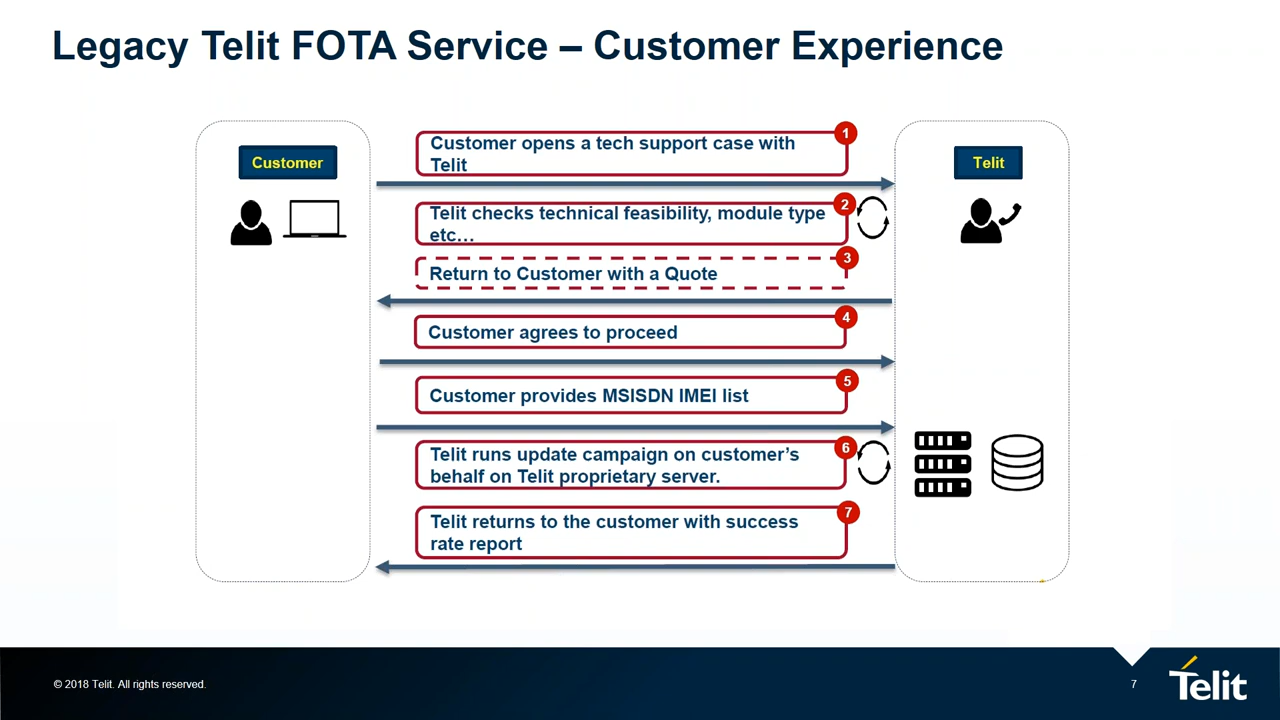 Legacy Telit FOTA Service – Customer Experience
Customer
Telit
1
Customer opens a tech support case with
Telit
2
Telit checks technical feasibility, module type
etc…
3
Return to Customer with a Quote
4
Customer agrees to proceed
5
Customer provides MSISDN IMEI list
6
Telit runs update campaign on customer’s
behalf on Telit proprietary server.
7
Telit returns to the customer with success
rate report
© 2018 Telit. All rights reserved.
7
Telit